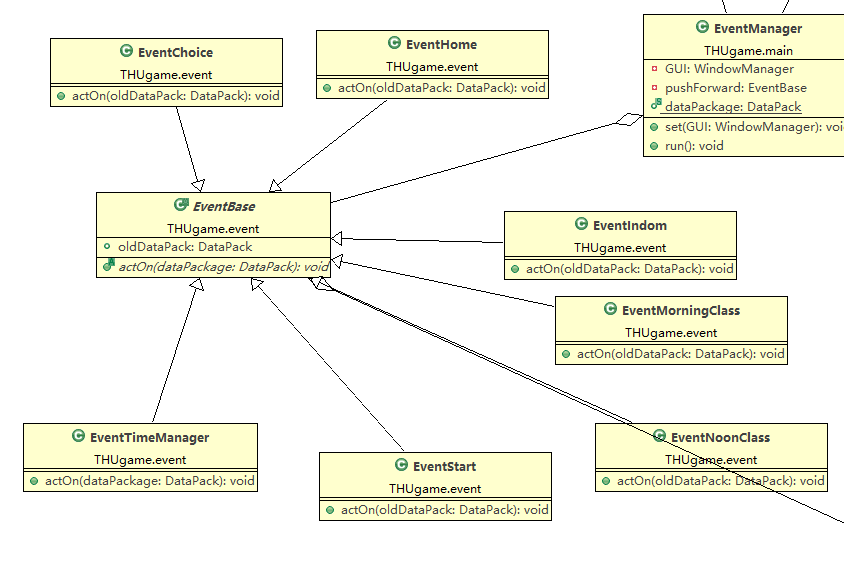 EventChoice
THUgame.event
actOn(oldDataPack: DataPack): void
EventHome
THUgame.event
actOn(oldDataPack: DataPack): void
EventManager
THUgame.main
GUI: WindowManager
pushForward: EventBase
dataPackage: DataPack
set(GUI: WindowManager): voi
run(): void
EventBase
THUgame.event
oldDataPack: DataPack
actOn(dataPackage: DataPack): void
EventIndom
THUgame.event
actOn(oldDataPack: DataPack): void
EventMorningClass
THUgame.event
actOn(oldDataPack: DataPack): void
EventTimeManager
THUgame.event
actOn(dataPackage: DataPack): void
EventStart
THUgame.event
actOn(oldDataPack: DataPack): void
EventNoonClass
THUgame.event
actOn(oldDataPack: DataPack): void